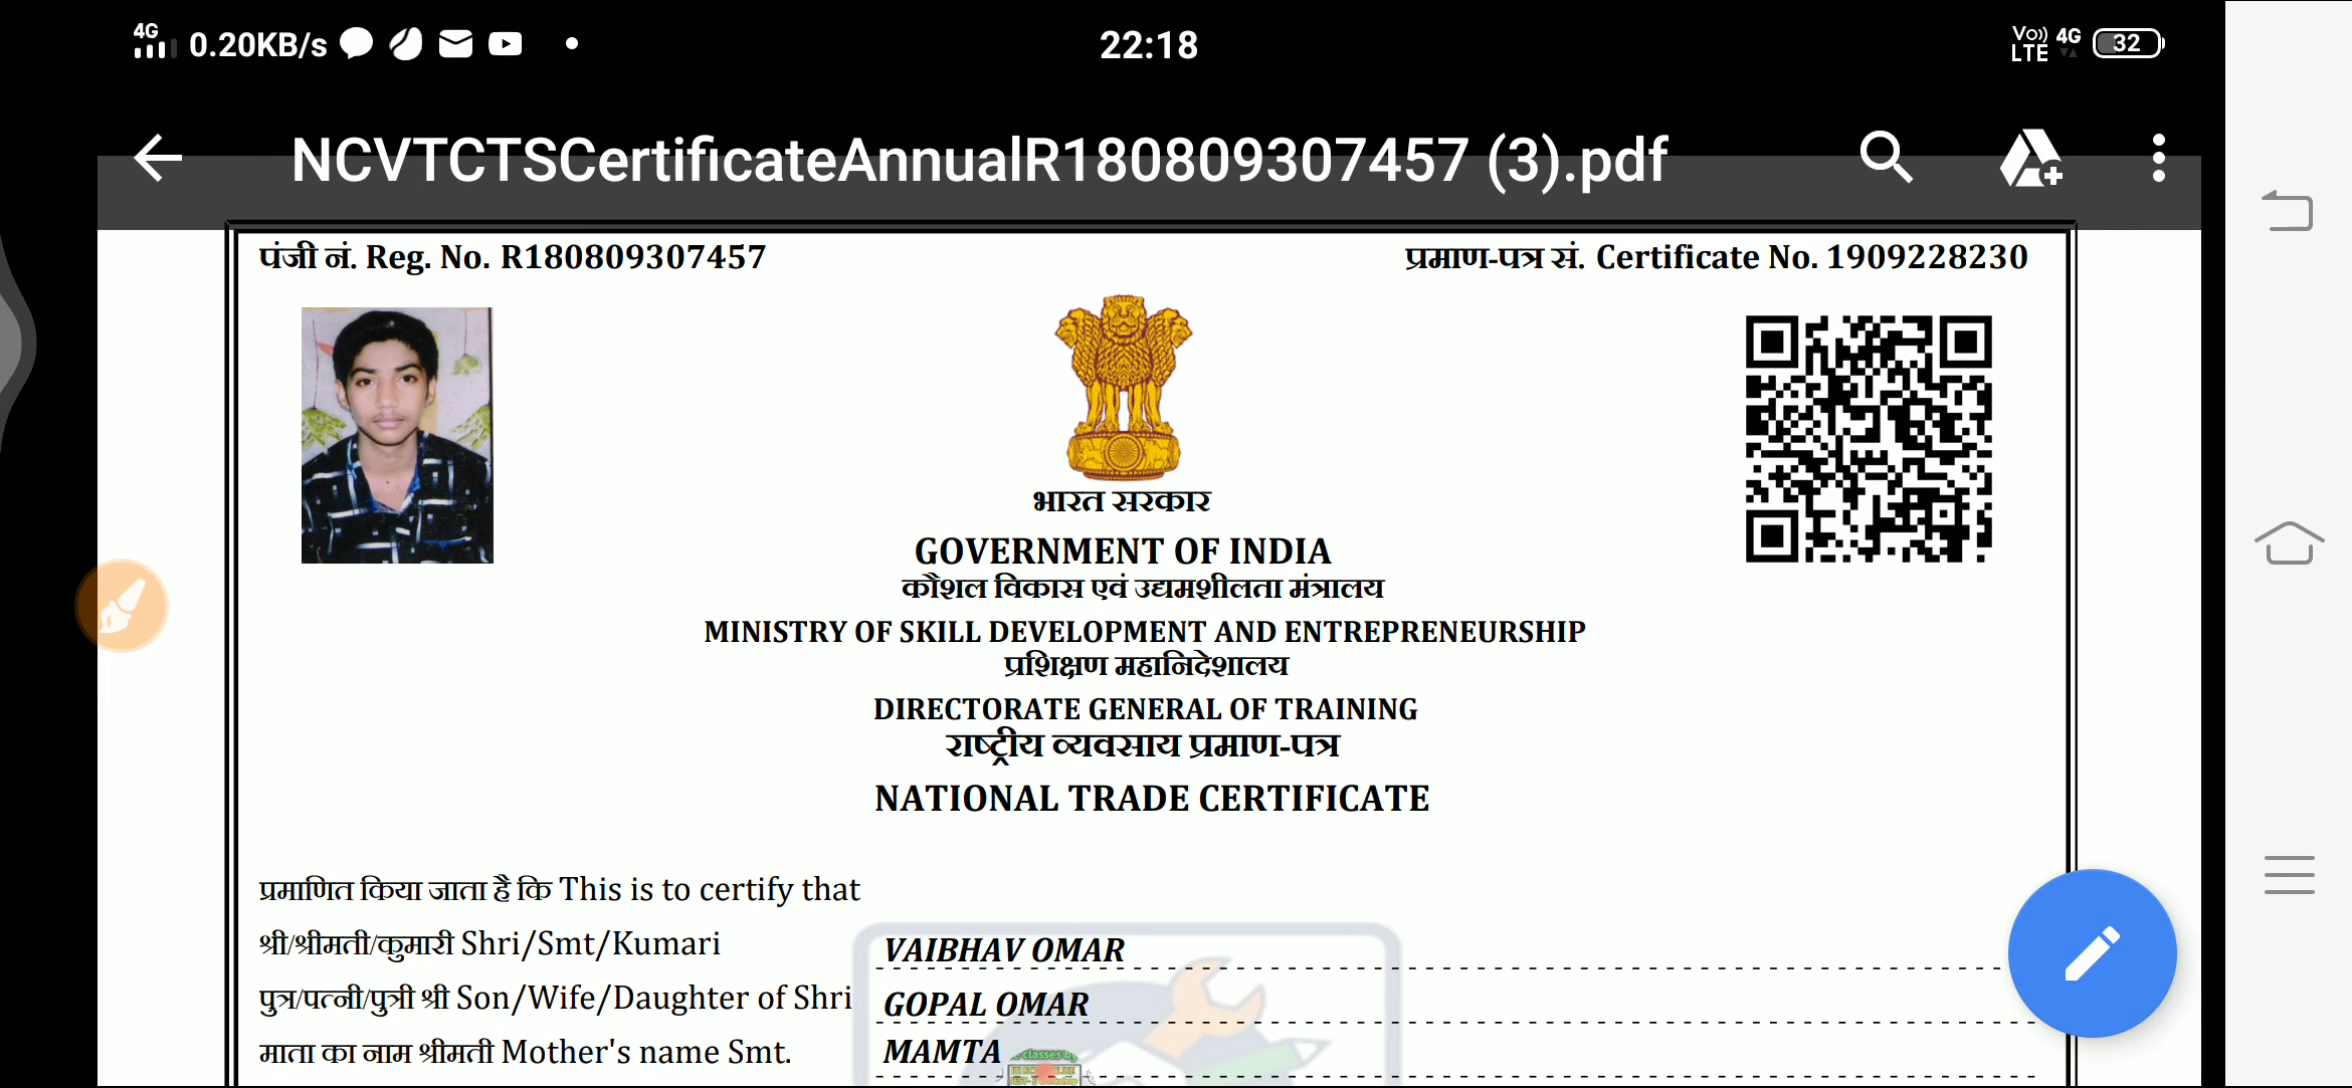 4G 0.20KB/s 22:18 Vo)) LTE 4G 32
NCVTCTSCertificateAnnualR180809307457 (3).pdf
पंजी नं. Reg. No. R180809307457
प्रमाण-पत्र सं. Certificate No. 1909228230
भारत सरकार
GOVERNMENT OF INDIA
कौशल विकास एवं उद्यमशीलता मंत्रालय
MINISTRY OF SKILL DEVELOPMENT AND ENTREPRENEURSHIP
प्रशिक्षण महानिदेशालय
DIRECTORATE GENERAL OF TRAINING
राष्ट्रीय व्यवसाय प्रमाण-पत्र
NATIONAL TRADE CERTIFICATE
प्रमाणित किया जाता है कि This is to certify that
श्री/श्रीमती/कुमारी Shri/Smt/Kumari VAIBHAV OMAR
पुत्र/पत्नी/पुत्री श्री Son/Wife/Daughter of Shri GOPAL OMAR
माता का नाम श्रीमती Mother's name Smt. MAMTA
classes by